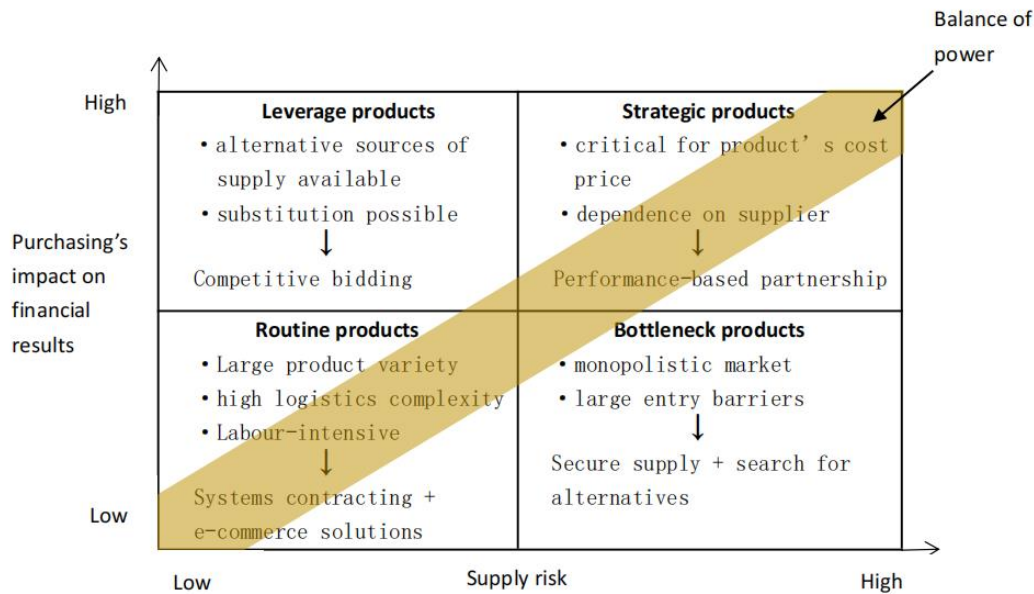 Balance of
power
High
Leverage products
• alternative sources of
supply available
• substitution possible
↓
Competitive bidding
Strategic products
• critical for product’s cost
price
• dependence on supplier
↓
Performance-based partnership
Purchasing’s
impact on
financial
results
Routine products
• Large product variety
• high logistics complexity
• Labour-intensive
↓
Systems contracting +
e-commerce solutions
Bottleneck products
• monopolistic market
• large entry barriers
↓
Secure supply + search for
alternatives
Low
Low
Supply risk
High